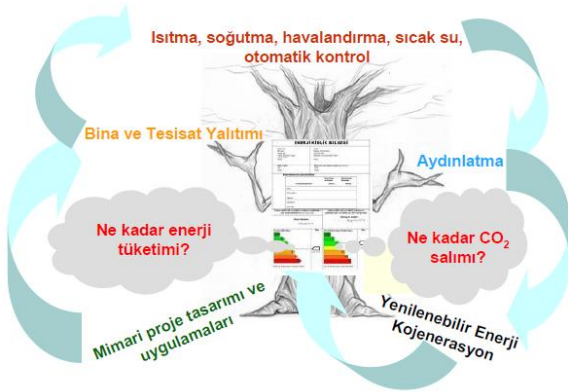 Isıtma, soğutma, havalandırma, sıcak su,
otomatik kontrol
Bina ve Tesisat Yalıtımı
ENERJİ KİMLİK BELGESİ
Aydınlatma
Ne kadar enerji
tüketimi?
Ne kadar CO₂
salımı?
Mimari proje tasarımı ve
uygulamaları
Yenilenebilir Enerji
Kojenerasyon